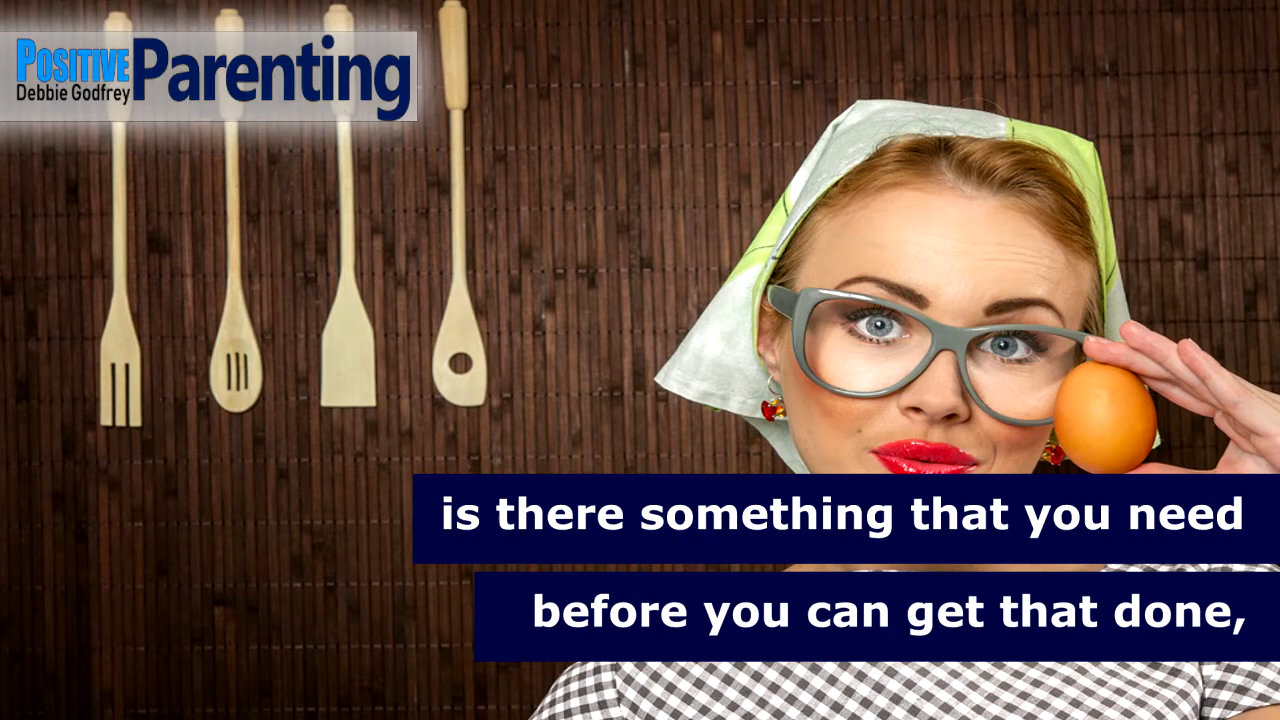 POSITIVE Parenting
Debbie Godfrey
is there something that you need
before you can get that done,